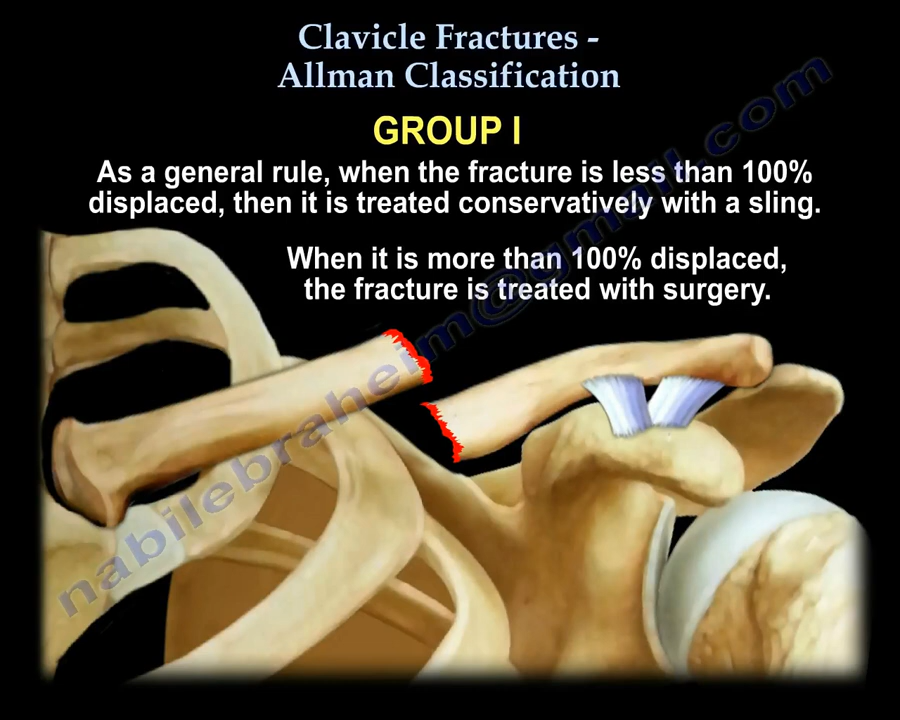 Clavicle Fractures -
Allman Classification
GROUP I
As a general rule, when the fracture is less than 100%
displaced, then it is treated conservatively with a sling.
When it is more than 100% displaced,
the fracture is treated with surgery.
nabilebraheim@gmail.com